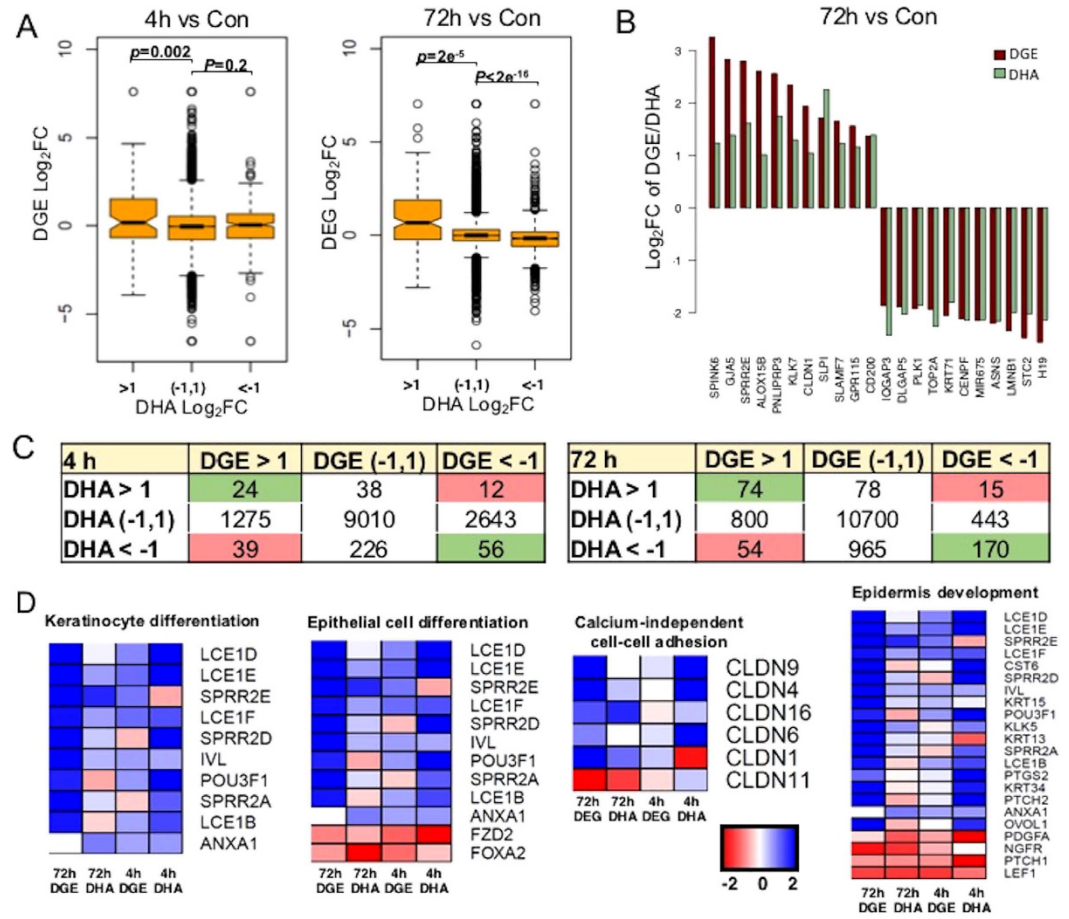 A
4h vs Con
72h vs Con
DGE Log2FC
10
5
0
−5
p=0.002
P=0.2
>1
(-1,1)
<-1
DHA Log2FC
DEG Log2FC
10
5
0
−5
p=2e-5
P<2e-16
>1
(-1,1)
<-1
DHA Log2FC
B
72h vs Con
Log2FC of DGE/DHA
3
2
1
0
-1
-2
DGE
DHA
SPINK6
GJA5
SPRR2E
ALOX15B
PNLIPRP3
KLK7
CLDN1
SLPI
SLAMF7
GPR115
CD200
IQGAP3
DLGAP5
PLK1
TOP2A
KRT71
CENPF
MIR675
ASNS
LMNB1
STC2
H19
C
4 h DGE > 1 DGE (-1,1) DGE < -1
DHA > 1 24 38 12
DHA (-1,1) 1275 9010 2643
DHA < -1 39 226 56
72 h DGE > 1 DGE (-1,1) DGE < -1
DHA > 1 74 78 15
DHA (-1,1) 800 10700 443
DHA < -1 54 965 170
D
Keratinocyte differentiation
LCE1D
LCE1E
SPRR2E
LCE1F
SPRR2D
IVL
POU3F1
SPRR2A
LCE1B
ANXA1
72h 72h 4h 4h
DGE DHA DGE DHA
Epithelial cell differentiation
LCE1D
LCE1E
SPRR2E
LCE1F
SPRR2D
IVL
POU3F1
SPRR2A
LCE1B
ANXA1
FZD2
FOXA2
72h 72h 4h 4h
DGE DHA DGE DHA
Calcium-independent
cell-cell adhesion
CLDN9
CLDN4
CLDN16
CLDN6
CLDN1
CLDN11
72h 72h 4h 4h
DEG DHA DEG DHA
-2 0 2
Epidermis development
LCE1D
LCE1E
SPRR2E
LCE1F
CST6
SPRR2D
IVL
KRT15
POU3F1
KLK5
KRT13
SPRR2A
LCE1B
PTGS2
KRT34
PTCH2
ANXA1
OVOL1
PDGFA
NGFR
PTCH1
LEF1
72h 72h 4h 4h
DGE DHA DGE DHA